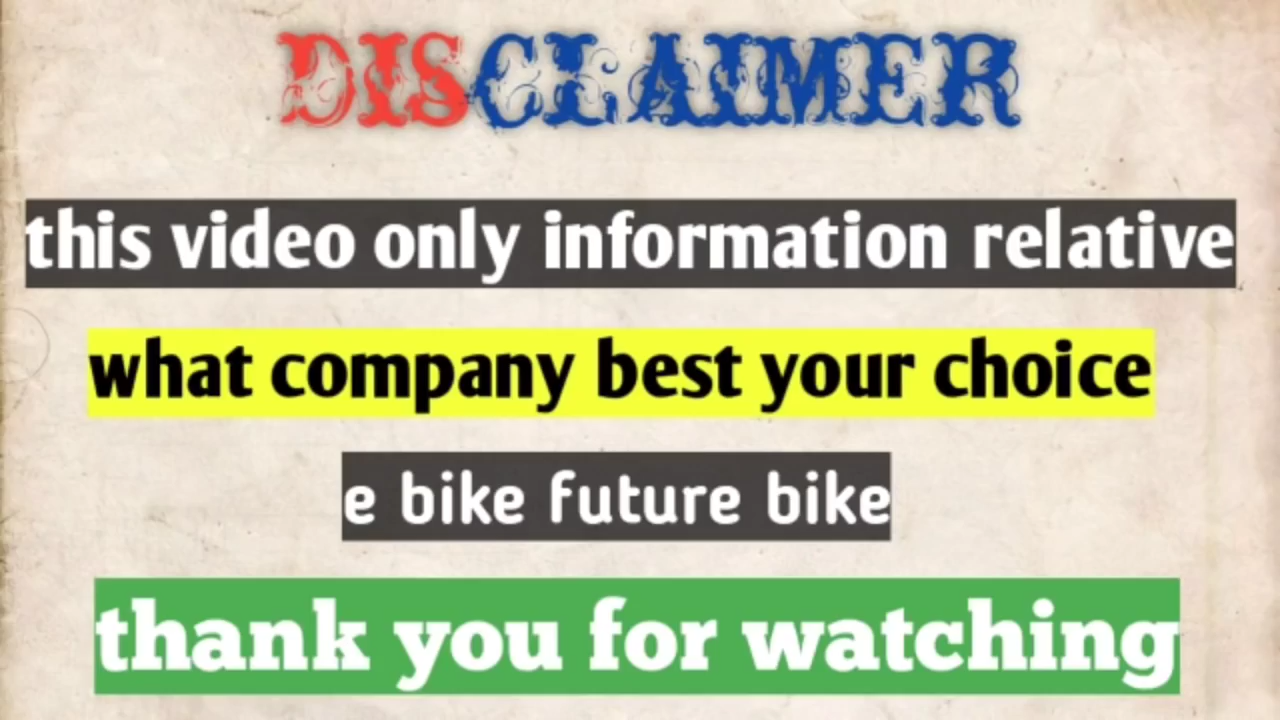 DISCLAIMER
this video only information relative
what company best your choice
e bike future bike
thank you for watching